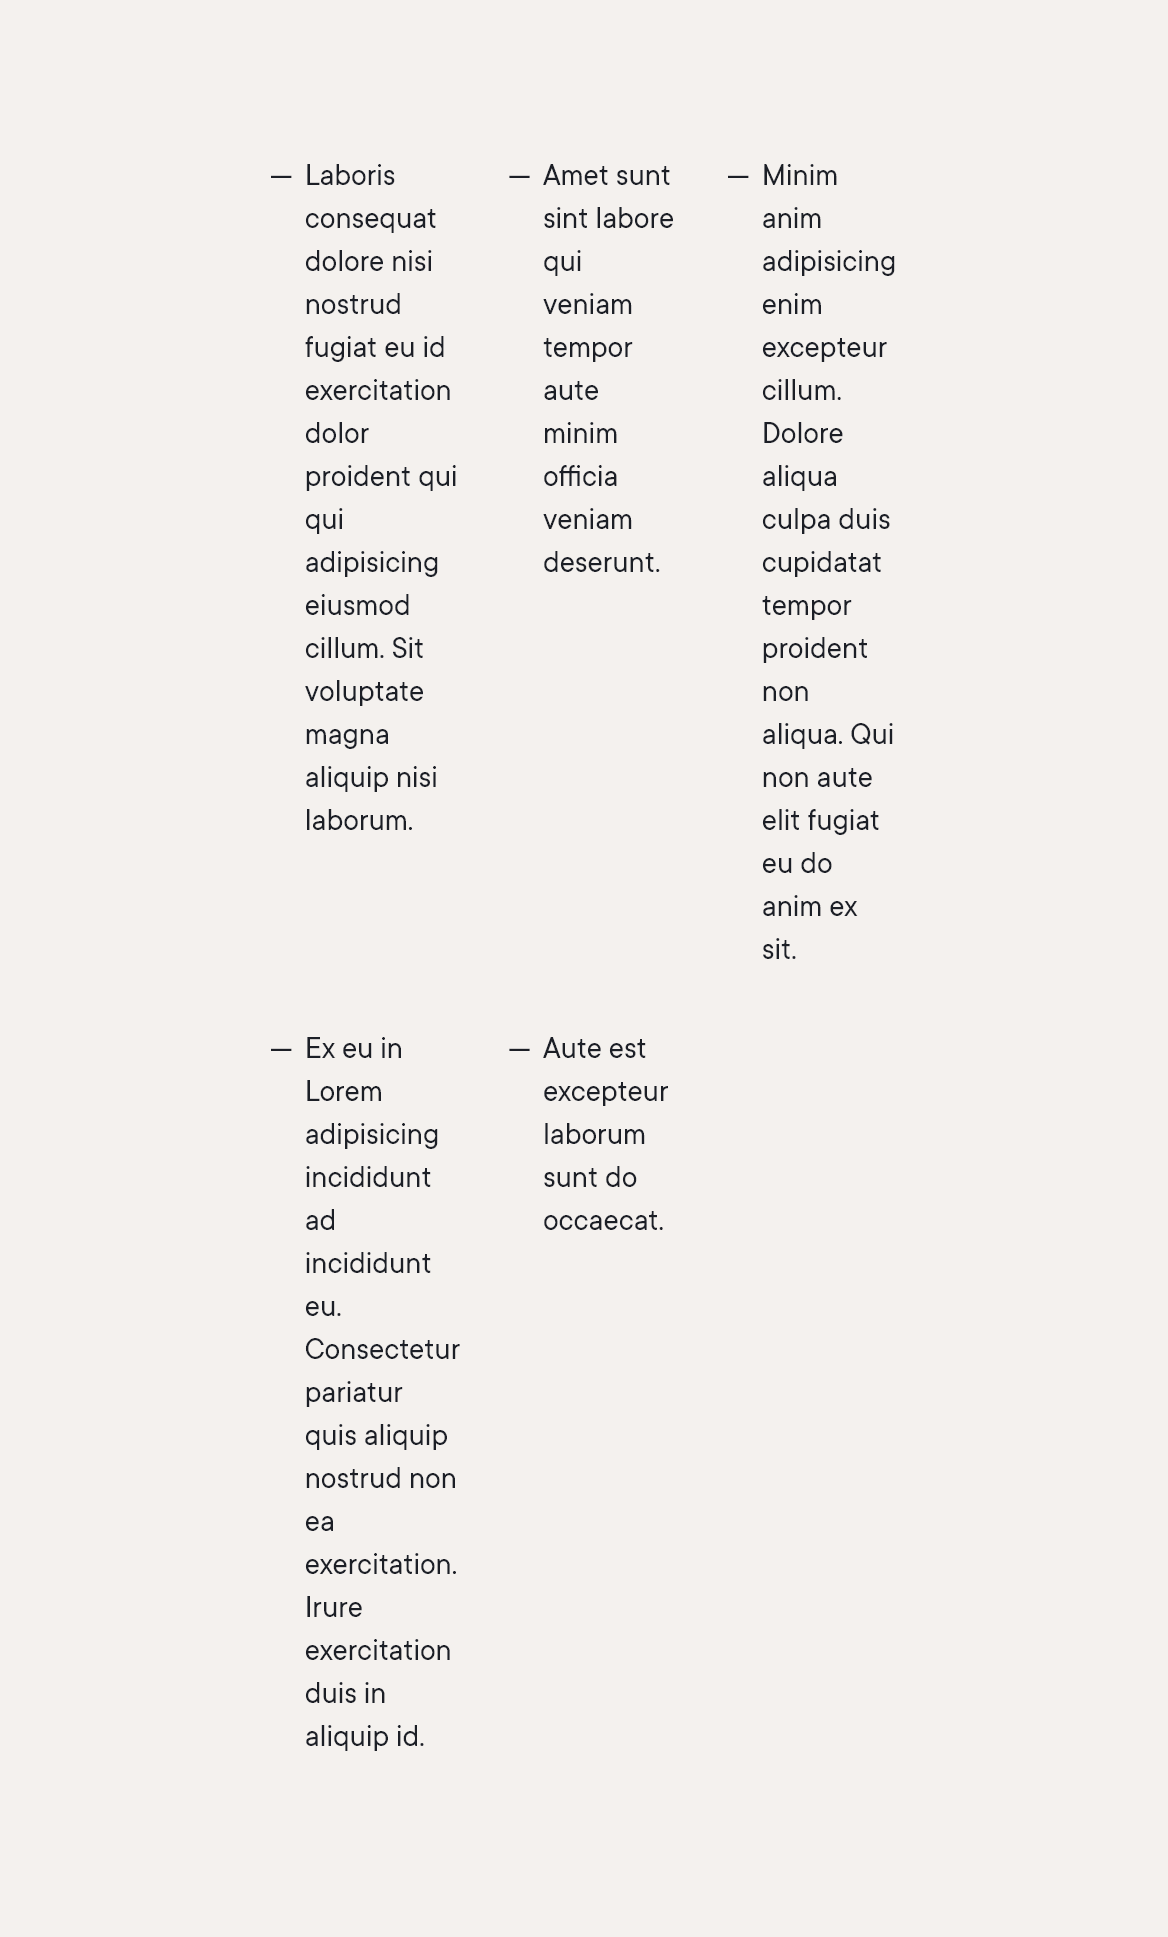 — Laboris
consequat
dolore nisi
nostrud
fugiat eu id
exercitation
dolor
proident qui
qui
adipisicing
eiusmod
cillum. Sit
voluptate
magna
aliquip nisi
laborum.
— Amet sunt
sint labore
qui
veniam
tempor
aute
minim
officia
veniam
deserunt.
— Minim
anim
adipisicing
enim
excepteur
cillum.
Dolore
aliqua
culpa duis
cupidatat
tempor
proident
non
aliqua. Qui
non aute
elit fugiat
eu do
anim ex
sit.
— Ex eu in
Lorem
adipisicing
incididunt
ad
incididunt
eu.
Consectetur
pariatur
quis aliquip
nostrud non
ea
exercitation.
Irure
exercitation
duis in
aliquip id.
— Aute est
excepteur
laborum
sunt do
occaecat.